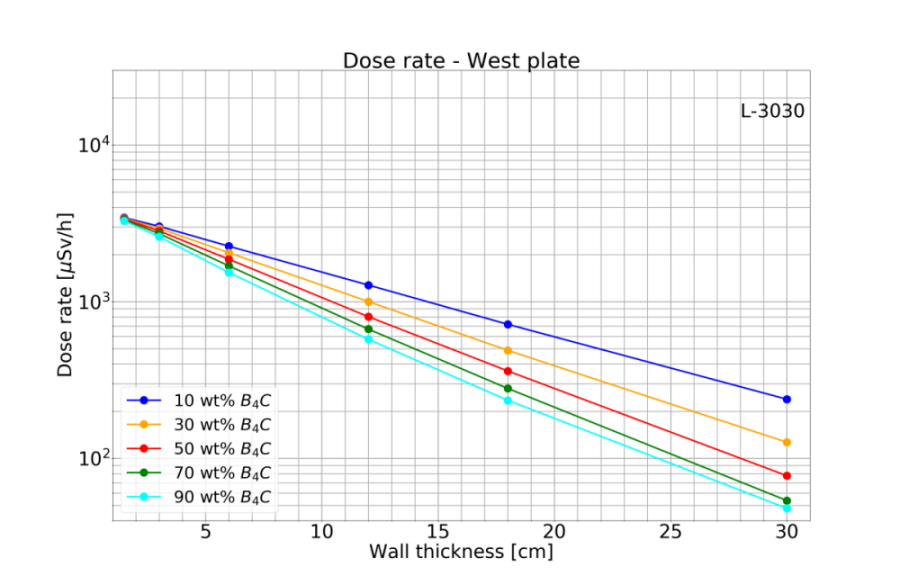 Dose rate - West plate
L-3030
10⁴
10³
10²
Dose rate [μSv/h]
10 wt% B₄C
30 wt% B₄C
50 wt% B₄C
70 wt% B₄C
90 wt% B₄C
5 10 15 20 25 30
Wall thickness [cm]